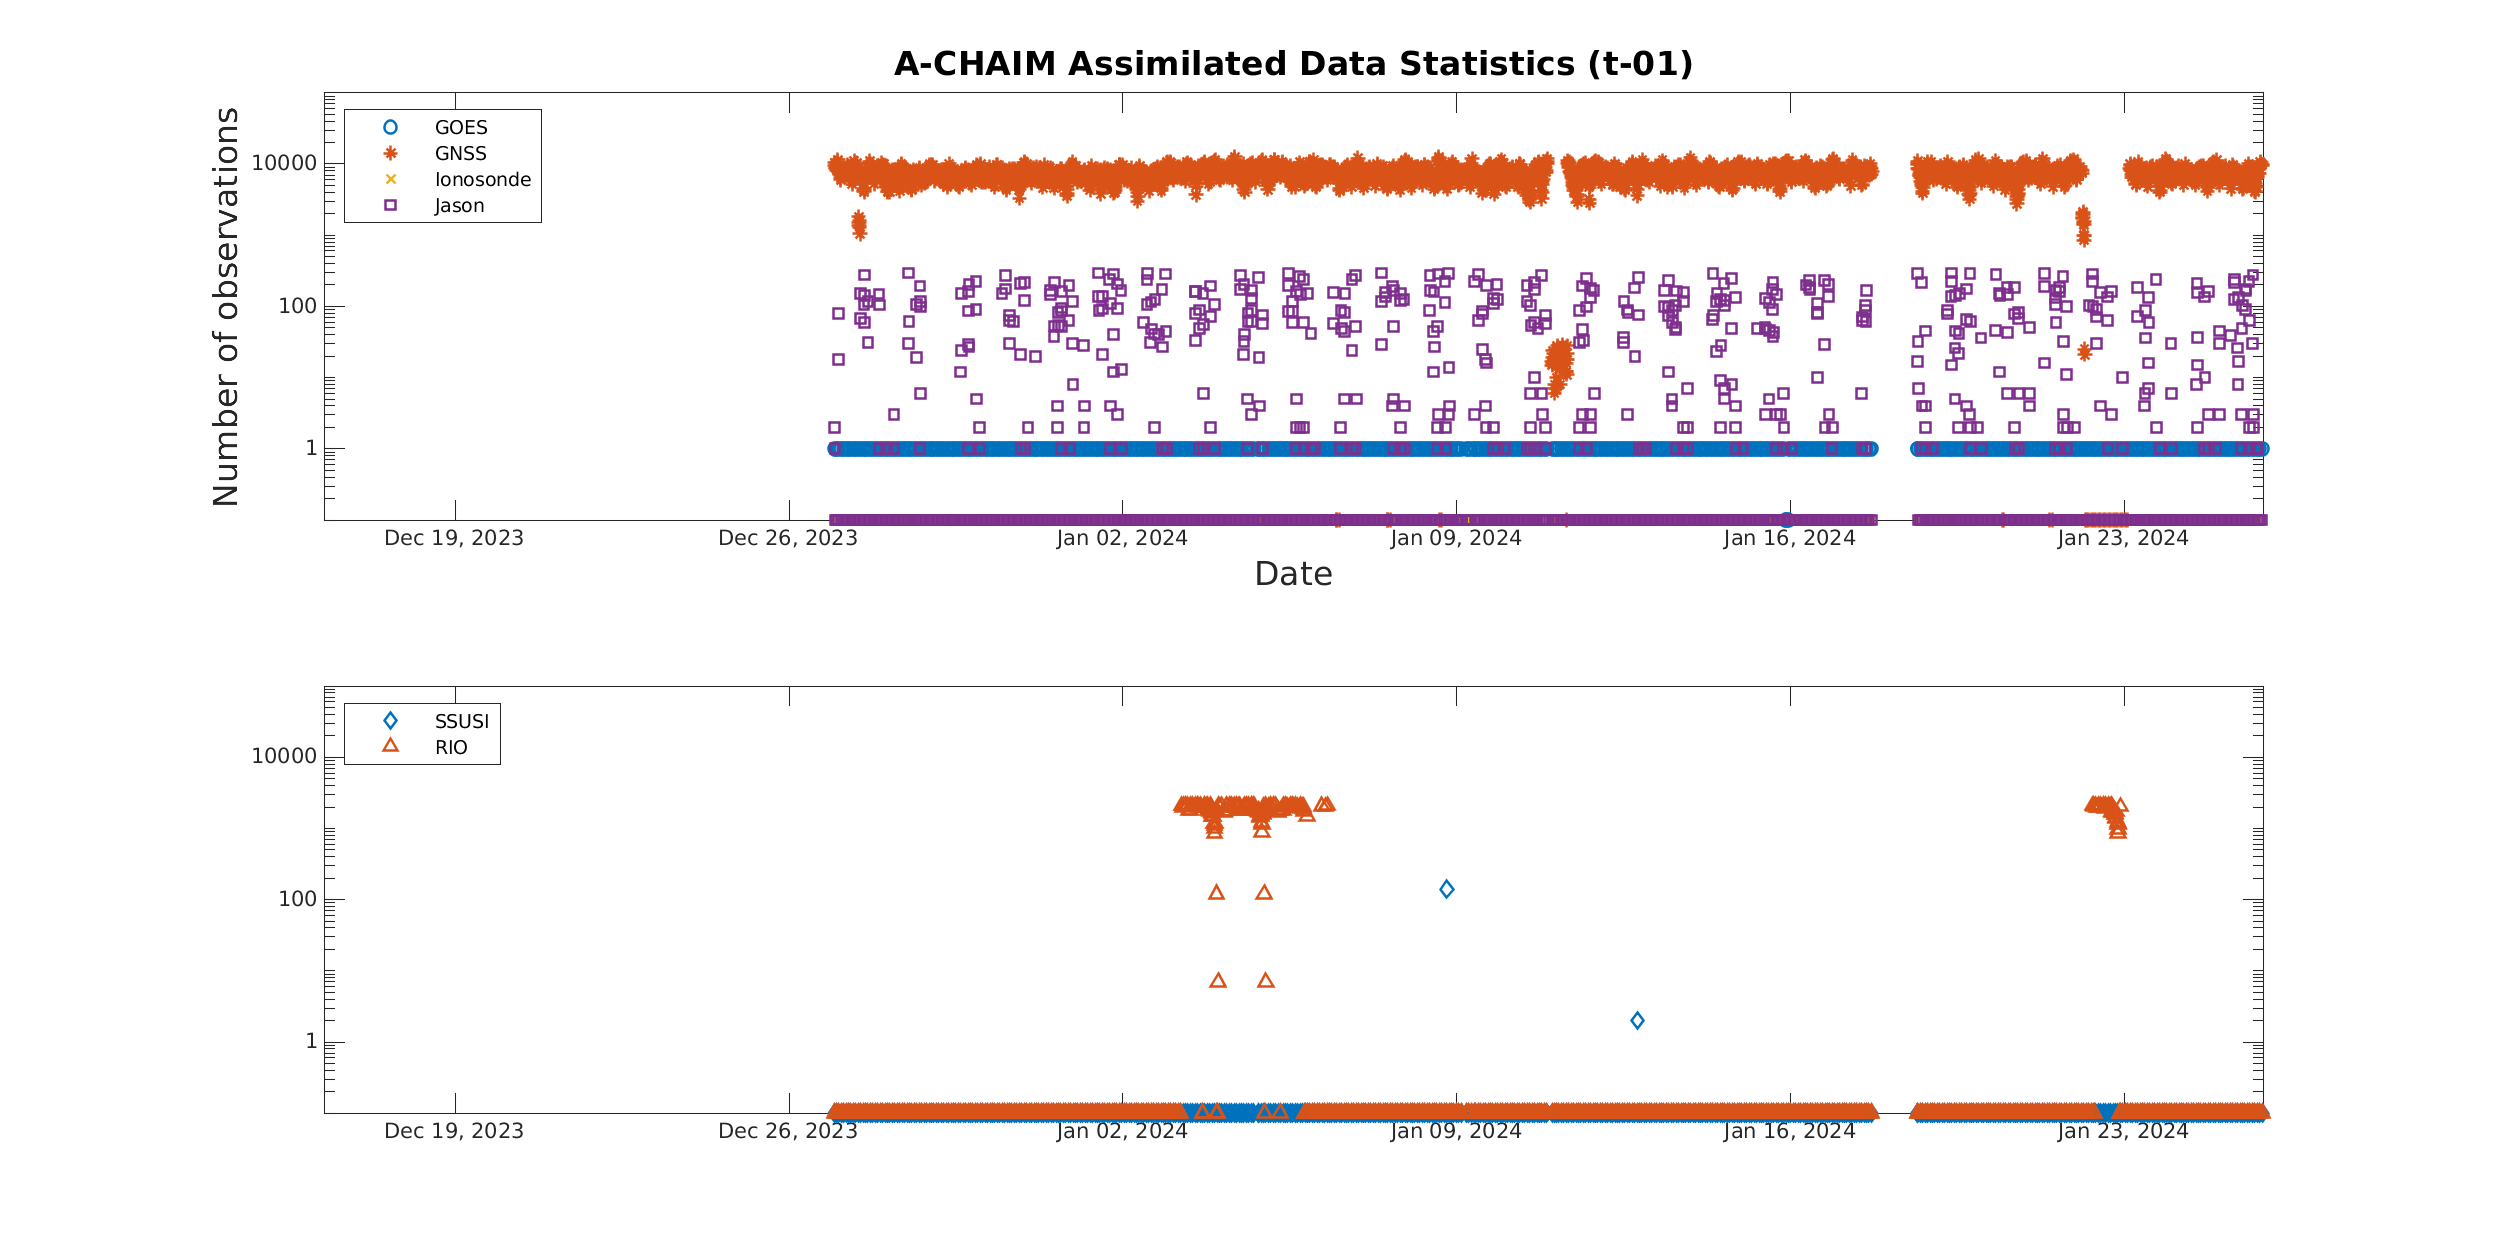 A-CHAIM Assimilated Data Statistics (t-01)
Number of observations
10000
100
1
GOES
GNSS
Ionosonde
Jason
Dec 19, 2023
Dec 26, 2023
Jan 02, 2024
Jan 09, 2024
Jan 16, 2024
Jan 23, 2024
Date
10000
100
1
SSUSI
RIO
Dec 19, 2023
Dec 26, 2023
Jan 02, 2024
Jan 09, 2024
Jan 16, 2024
Jan 23, 2024